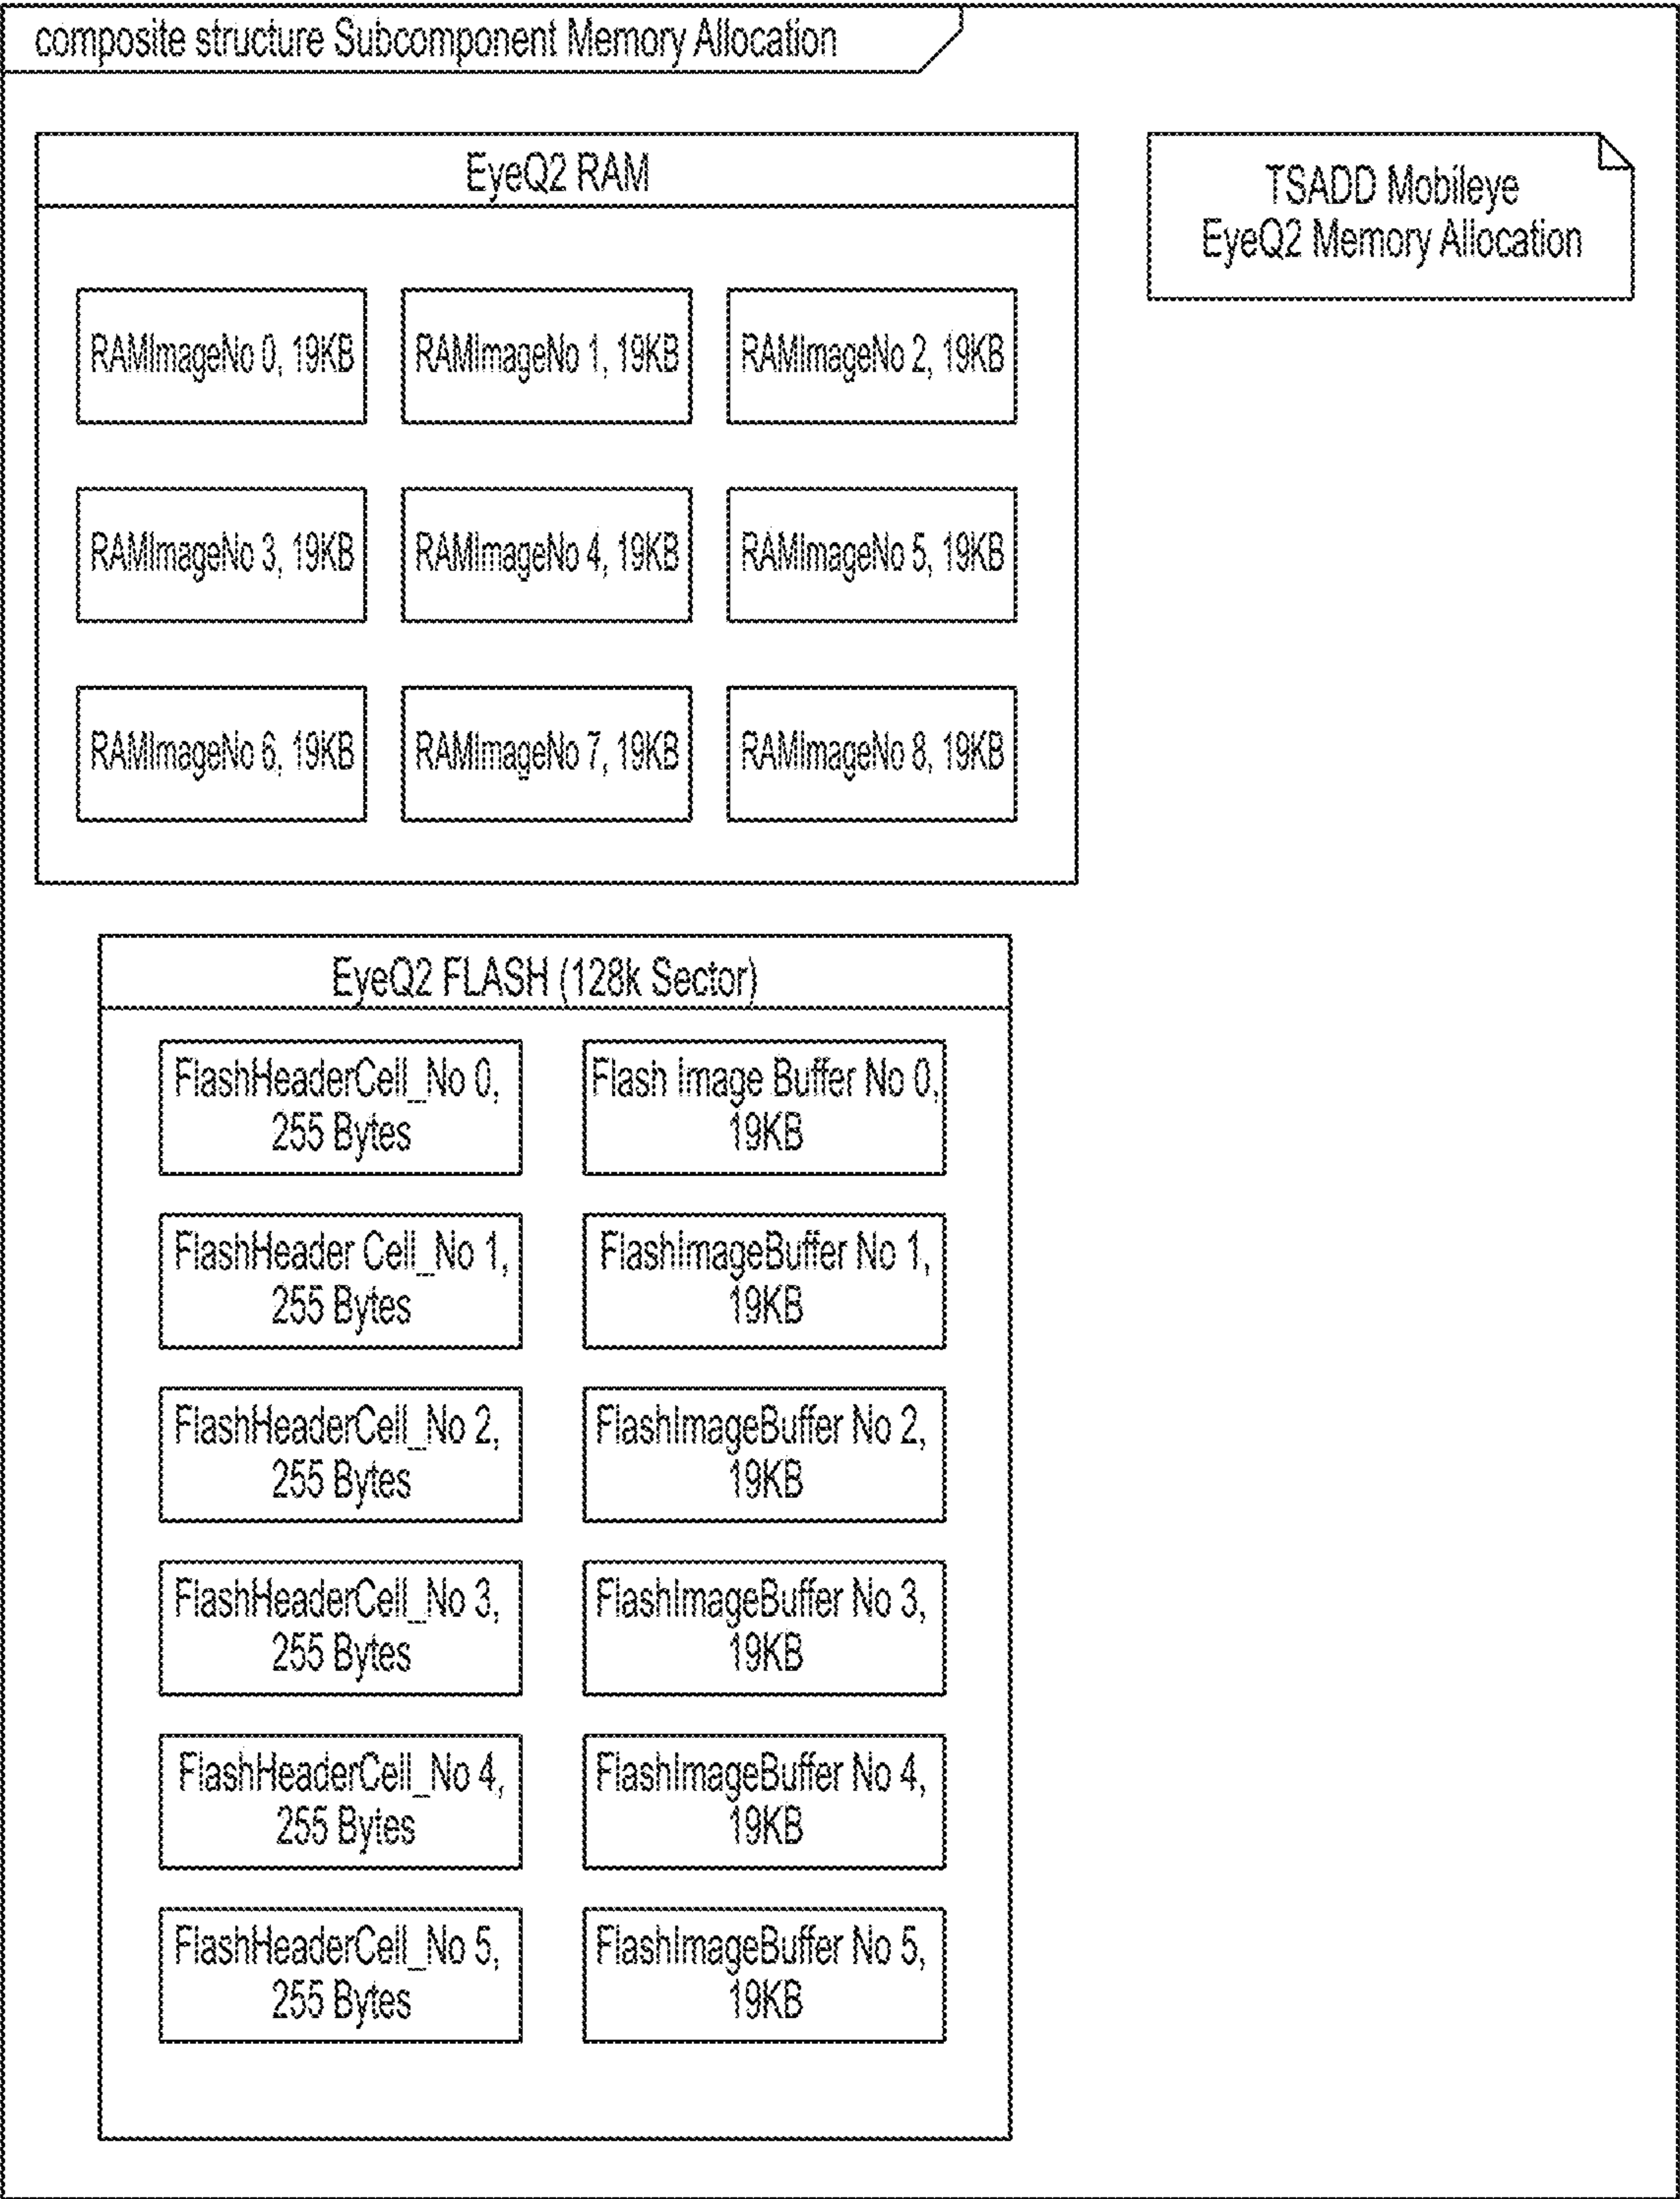 composite structure Subcomponent Memory Allocation
EyeQ2 RAM
TSADD Mobileye
EyeQ2 Memory Allocation
RAMImageNo 0, 19KB
RAMImageNo 1, 19KB
RAMImageNo 2, 19KB
RAMImageNo 3, 19KB
RAMImageNo 4, 19KB
RAMImageNo 5, 19KB
RAMImageNo 6, 19KB
RAMImageNo 7, 19KB
RAMImageNo 8, 19KB
EyeQ2 FLASH (128k Sector)
FlashHeaderCell_No 0,
255 Bytes
Flash Image Buffer No 0,
19KB
FlashHeader Cell_No 1,
255 Bytes
FlashImageBuffer No 1,
19KB
FlashHeaderCell_No 2,
255 Bytes
FlashImageBuffer No 2,
19KB
FlashHeaderCell_No 3,
255 Bytes
FlashImageBuffer No 3,
19KB
FlashHeaderCell_No 4,
255 Bytes
FlashImageBuffer No 4,
19KB
FlashHeaderCell_No 5,
255 Bytes
FlashImageBuffer No 5,
19KB